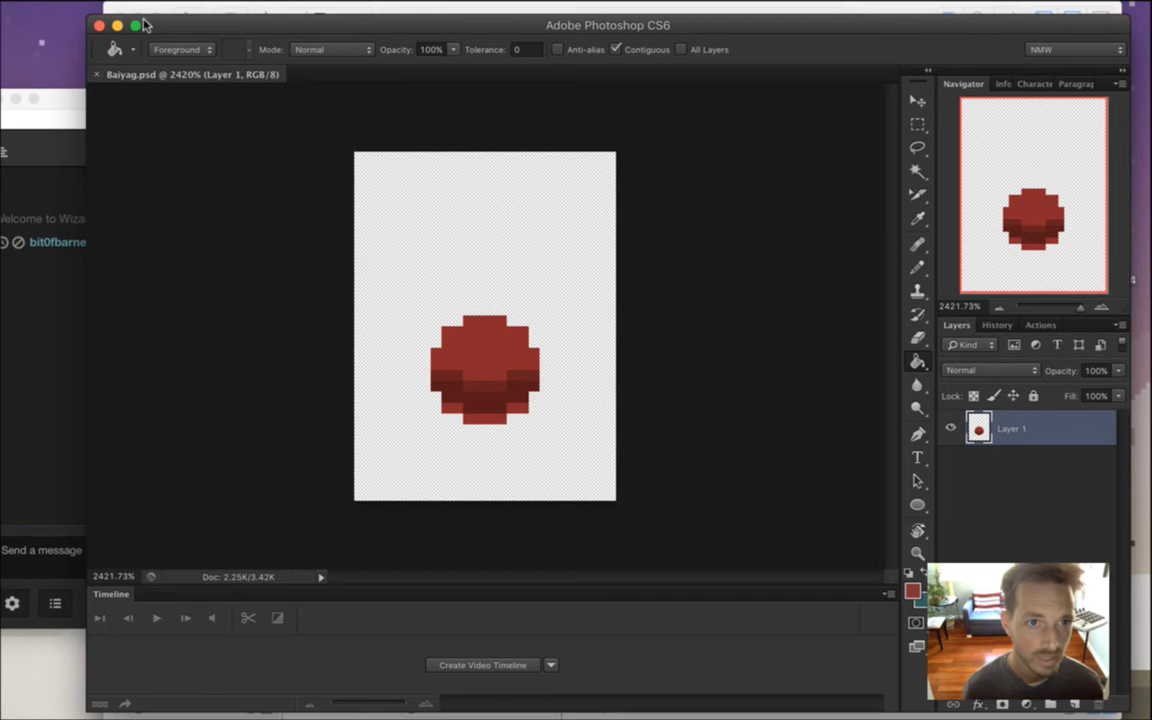 Adobe Photoshop CS6
Foreground
Mode: Normal
Opacity: 100%
Tolerance: 0
Anti-alias
Contiguous
All Layers
NMW
× Baiyag.psd @ 2420% (Layer 1, RGB/8)
Navigator
Info
Characte
Paragra
elcome to Wiza
bit0fbarne
2421.73%
Layers
History
Actions
Kind
Normal
Opacity: 100%
Lock:
Fill: 100%
Layer 1
Send a message
2421.73%
Doc: 2.25K/3.42K
Timeline
Create Video Timeline
fx